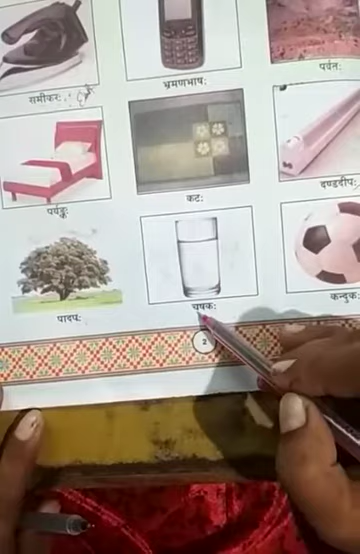 समीकरः
भ्रमणभाषः
पर्वतः
पर्यङ्कः
कटः
दण्डदीपः
पादपः
चषकः
कन्दुकः
2